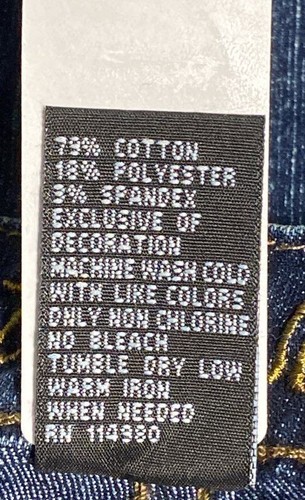 79% COTTON
18% POLYESTER
3% SPANDEX
EXCLUSIVE OF
DECORATION
MACHINE WASH COLD
WITH LIKE COLORS
ONLY NON CHLORINE
NO BLEACH
TUMBLE DRY LOW
WARM IRON
WHEN NEEDED
RN